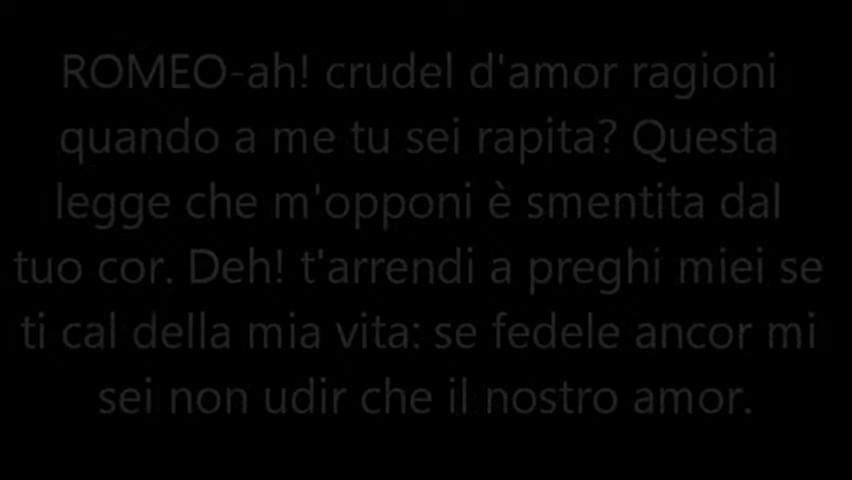 ROMEO-ah! crudel d'amor ragioni
quando a me tu sei rapita? Questa
legge che m'opponi è smentita dal
tuo cor. Deh! t'arrendi a preghi miei se
ti cal della mia vita: se fedele ancor mi
sei non udir che il nostro amor.